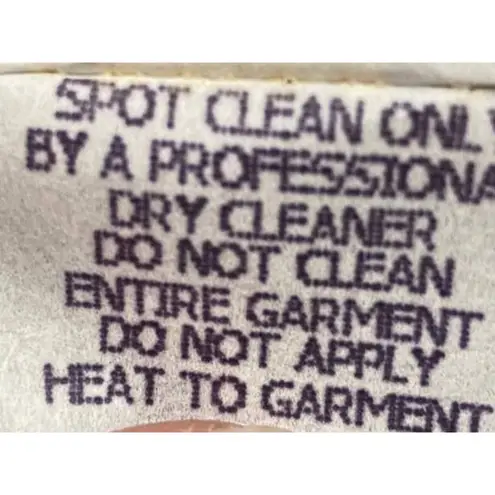 SPOT CLEAN ONLY
BY A PROFESSIONA
DRY CLEANER
DO NOT CLEAN
ENTIRE GARMENT
DO NOT APPLY
HEAT TO GARMENT